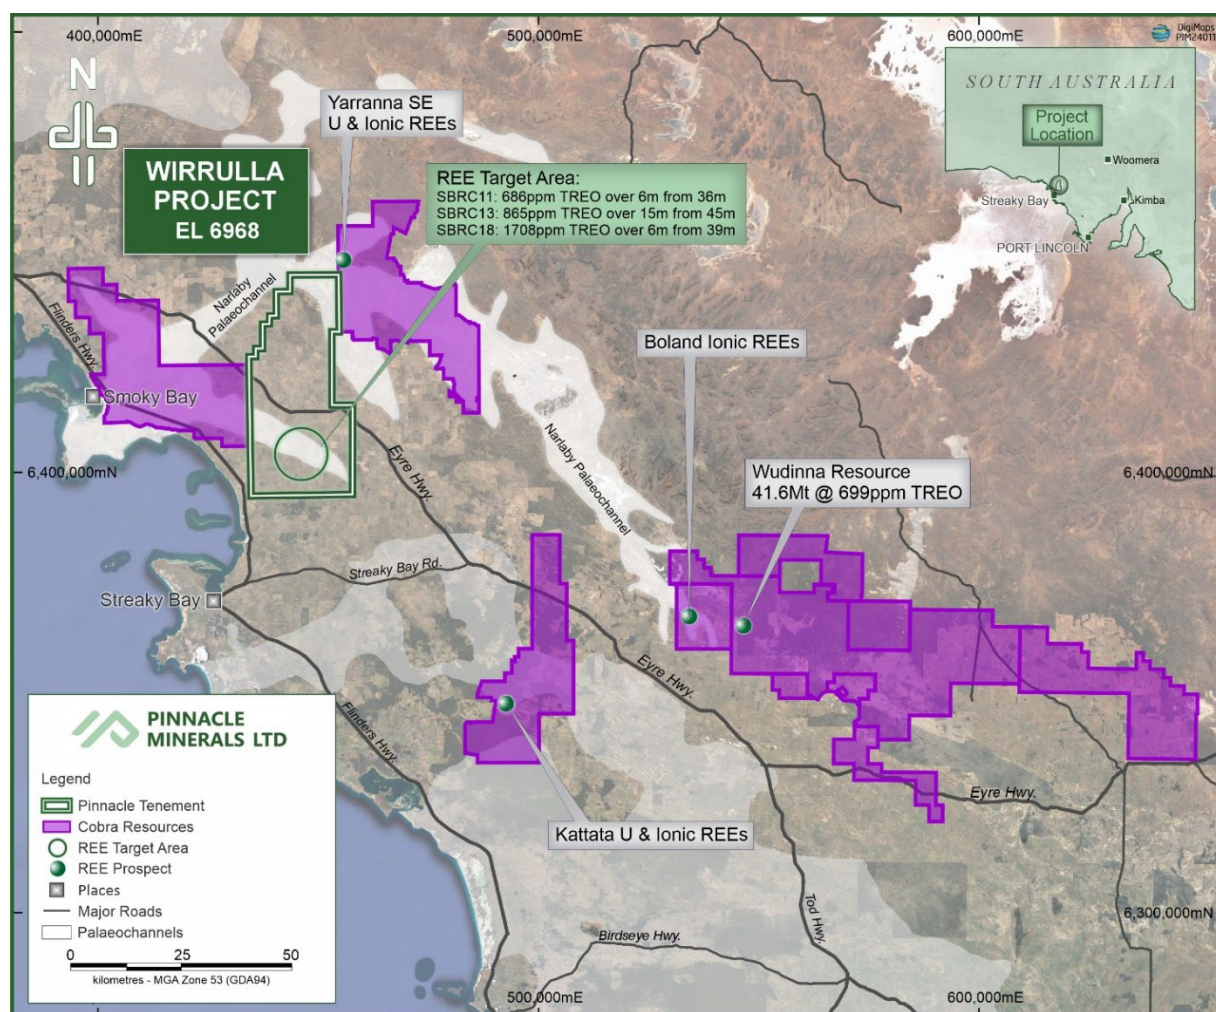 400,000mE
500,000mE
600,000mE
DigiMaps
PIM24011
N
SOUTH AUSTRALIA
Project
Location
Woomera
Streaky Bay
Kimba
PORT LINCOLN
Yarranna SE
U & Ionic REEs
WIRRULLA
PROJECT
EL 6968
REE Target Area:
SBRC11: 686ppm TREO over 6m from 36m
SBRC13: 865ppm TREO over 15m from 45m
SBRC18: 1708ppm TREO over 6m from 39m
Narlaby
Palaeochannel
Flinders Hwy.
Smoky Bay
Boland Ionic REEs
Narlaby Palaeochannel
Eyre Hwy.
6,400,000mN
6,400,000mN
Wudinna Resource
41.6Mt @ 699ppm TREO
Streaky Bay Rd.
Streaky Bay
Eyre Hwy.
Flinders Hwy.
Eyre Hwy.
Kattata U & Ionic REEs
Tod Hwy.
Birdseye Hwy.
6,300,000mN
PINNACLE
MINERALS LTD
Legend
Pinnacle Tenement
Cobra Resources
REE Target Area
REE Prospect
Places
Major Roads
Palaeochannels
0 25 50
kilometres - MGA Zone 53 (GDA94)
500,000mE
600,000mE